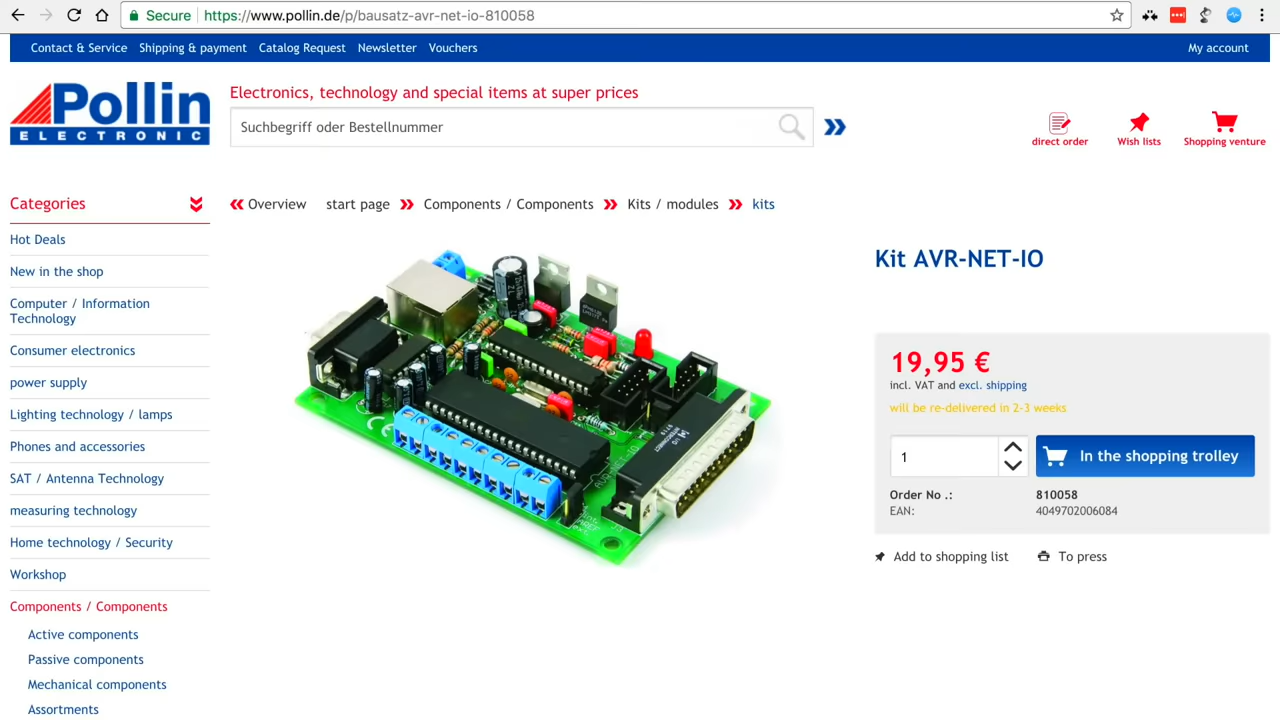 Secure https://www.pollin.de/p/bausatz-avr-net-io-810058
Contact & Service Shipping & payment Catalog Request Newsletter Vouchers My account
Pollin
ELECTRONIC
Electronics, technology and special items at super prices
Suchbegriff oder Bestellnummer
direct order Wish lists Shopping venture
Categories
Overview start page Components / Components Kits / modules kits
Hot Deals
New in the shop
Computer / Information
Technology
Consumer electronics
power supply
Lighting technology / lamps
Phones and accessories
SAT / Antenna Technology
measuring technology
Home technology / Security
Workshop
Components / Components
Active components
Passive components
Mechanical components
Assortments
CE
Kit AVR-NET-IO
19,95 €
incl. VAT and excl. shipping
will be re-delivered in 2-3 weeks
1 In the shopping trolley
Order No .: 810058
EAN: 4049702006084
Add to shopping list To press